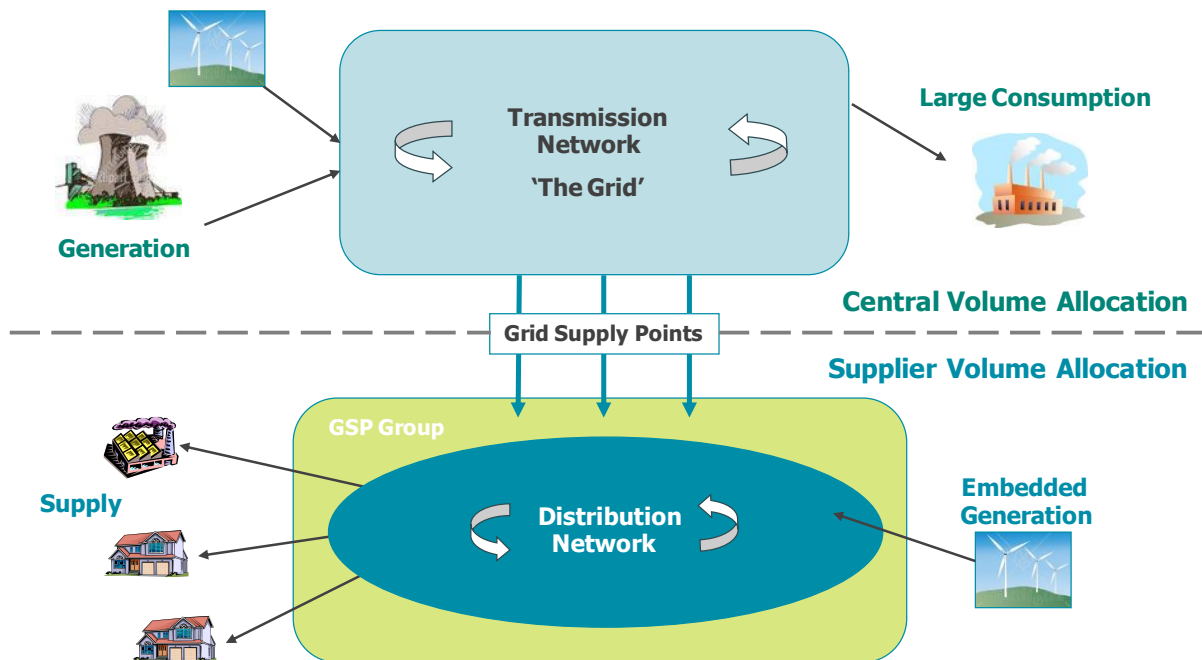 Transmission
Network
‘The Grid’
Large Consumption
Generation
Central Volume Allocation
Grid Supply Points
Supplier Volume Allocation
GSP Group
Supply
Distribution
Network
Embedded
Generation